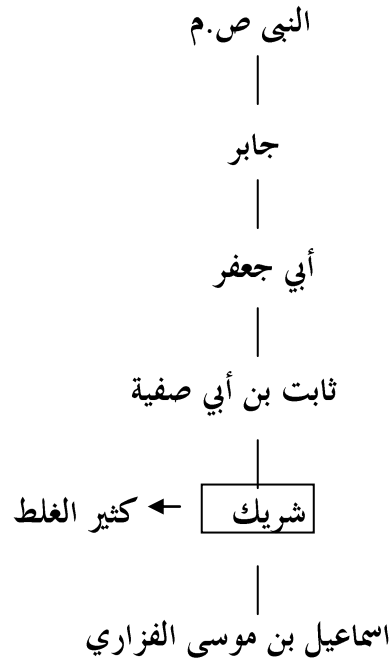 النبى ص.م
جابر
أبي جعفر
ثابت بن أبي صفية
شريك كثير الغلط
اسماعيل بن موسى الفزاري